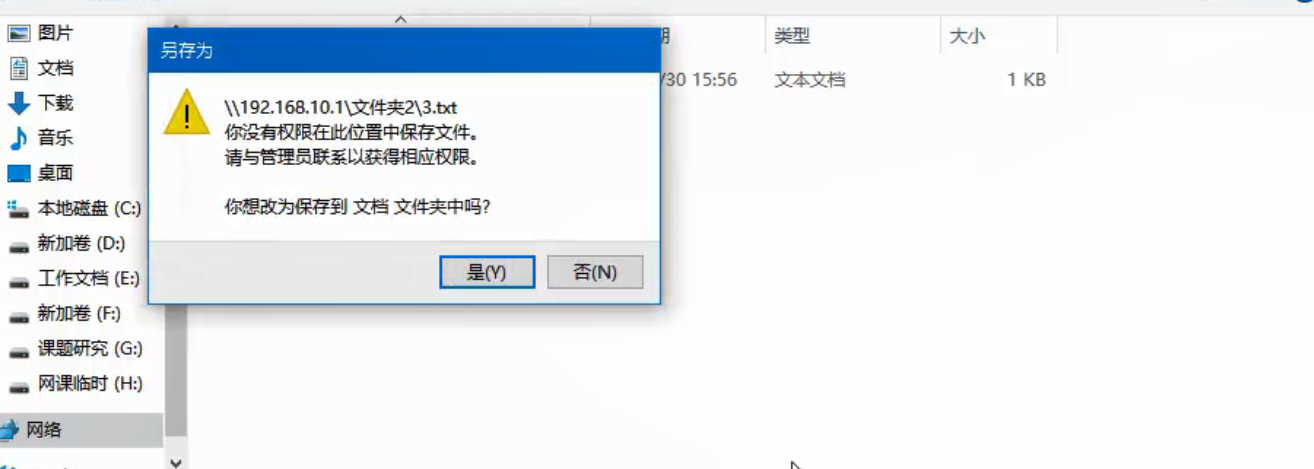 图片
文档
下载
音乐
桌面
本地磁盘 (C:)
新加卷 (D:)
工作文档 (E:)
新加卷 (F:)
课题研究 (G:)
网课临时 (H:)
网络
期 类型 大小
/30 15:56 文本文档 1 KB
另存为
\\192.168.10.1\文件夹2\3.txt
你没有权限在此位置中保存文件。
请与管理员联系以获得相应权限。
你想改为保存到 文档 文件夹中吗?
是(Y) 否(N)